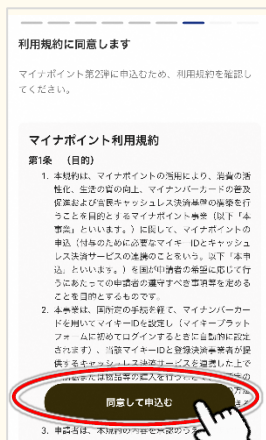 利用規約に同意します
マイナポイント第2弾に申込むため、利用規約を確認し
てください。
マイナポイント利用規約
第1条 (目的)
1. 本規約は、マイナポイントの活用により、消費の活
性化、生活の質の向上、マイナンバーカードの普及
促進および官民キャッシュレス決済基盤の構築を行
うことを目的とするマイナポイント事業(以下「本
事業」といいます。)に関して、マイナポイントの
申込(付与のために必要なマイキーIDとキャッシュ
レス決済サービスの連携のことをいう。以下「本申
込」といいます。)を国が申請者の希望に応じて行
うにあたっての申請者の遵守すべき事項等を定める
ことを目的とするものです。
2. 本事業は、国所定の手続を経て、マイナンバーカー
ドを用いてマイキーIDを設定し(マイキープラット
フォームに初めてログインするときに自動的に設定
されます)、当該マイキーIDと登録決済事業者が提
供するキャッシュレス決済サービスを連携した上で
同意して申込む
3. 申請者は、本規約の内容を承諾のうえ